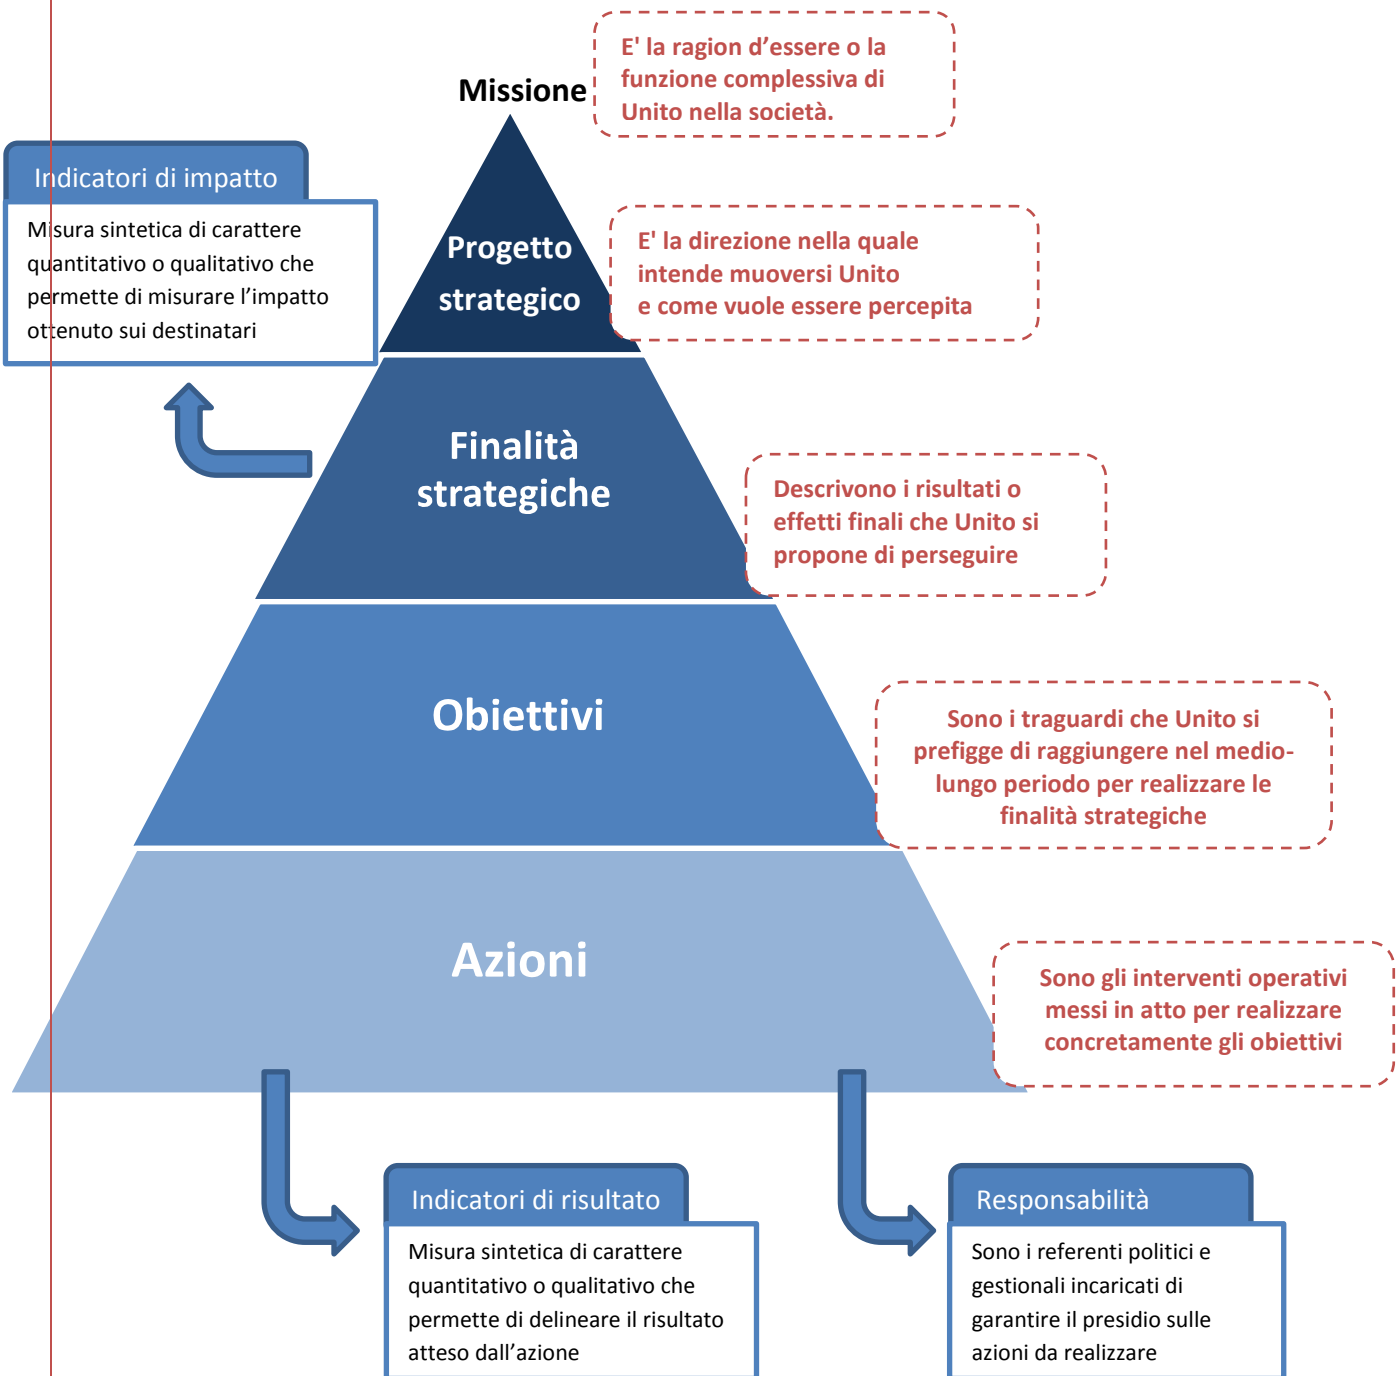 E' la ragion d’essere o la
funzione complessiva di
Unito nella società.
Missione
Indicatori di impatto
Misura sintetica di carattere
quantitativo o qualitativo che
permette di misurare l’impatto
ottenuto sui destinatari
Progetto
strategico
E' la direzione nella quale
intende muoversi Unito
e come vuole essere percepita
Finalità
strategiche
Descrivono i risultati o
effetti finali che Unito si
propone di perseguire
Obiettivi
Sono i traguardi che Unito si
prefigge di raggiungere nel medio-
lungo periodo per realizzare le
finalità strategiche
Azioni
Sono gli interventi operativi
messi in atto per realizzare
concretamente gli obiettivi
Indicatori di risultato
Misura sintetica di carattere
quantitativo o qualitativo che
permette di delineare il risultato
atteso dall’azione
Responsabilità
Sono i referenti politici e
gestionali incaricati di
garantire il presidio sulle
azioni da realizzare